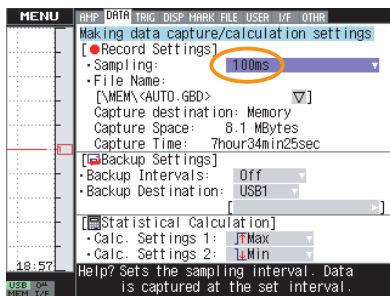 MENU
AMP DATA TRIG DISP MARK FILE USER I/F OTHR
Making data capture/calculation settings
[●Record Settings]
・Sampling: 100ms
・File Name:
[\MEM\<AUTO.GBD> ▽]
Capture destination: Memory
Capture Space: 8.1 MBytes
Capture Time: 7hour34min25sec
[Backup Settings]
・Backup Intervals: Off
・Backup Destination: USB1
[ ]
[Statistical Calculation]
・Calc. Settings 1: Max
・Calc. Settings 2: Min
18:57
Help? Sets the sampling interval. Data
is captured at the set interval.
USB
MEM I/F